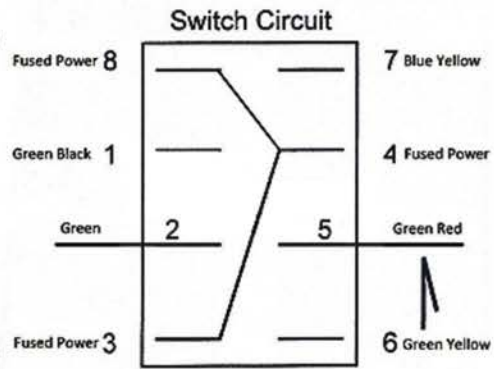 Switch Circuit
Fused Power 8
7 Blue Yellow
Green Black 1
4 Fused Power
Green 2
5 Green Red
Fused Power 3
6 Green Yellow